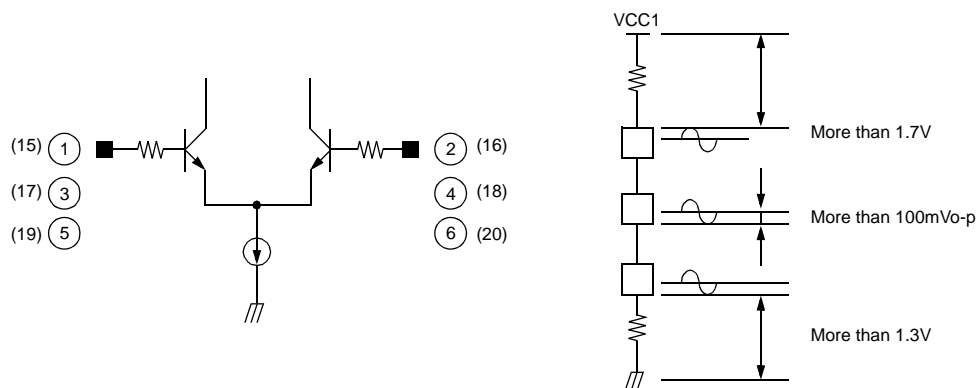 VCC1
More than 1.7V
(15) 1 2 (16)
(17) 3 4 (18)
More than 100mVo-p
(19) 5 6 (20)
More than 1.3V